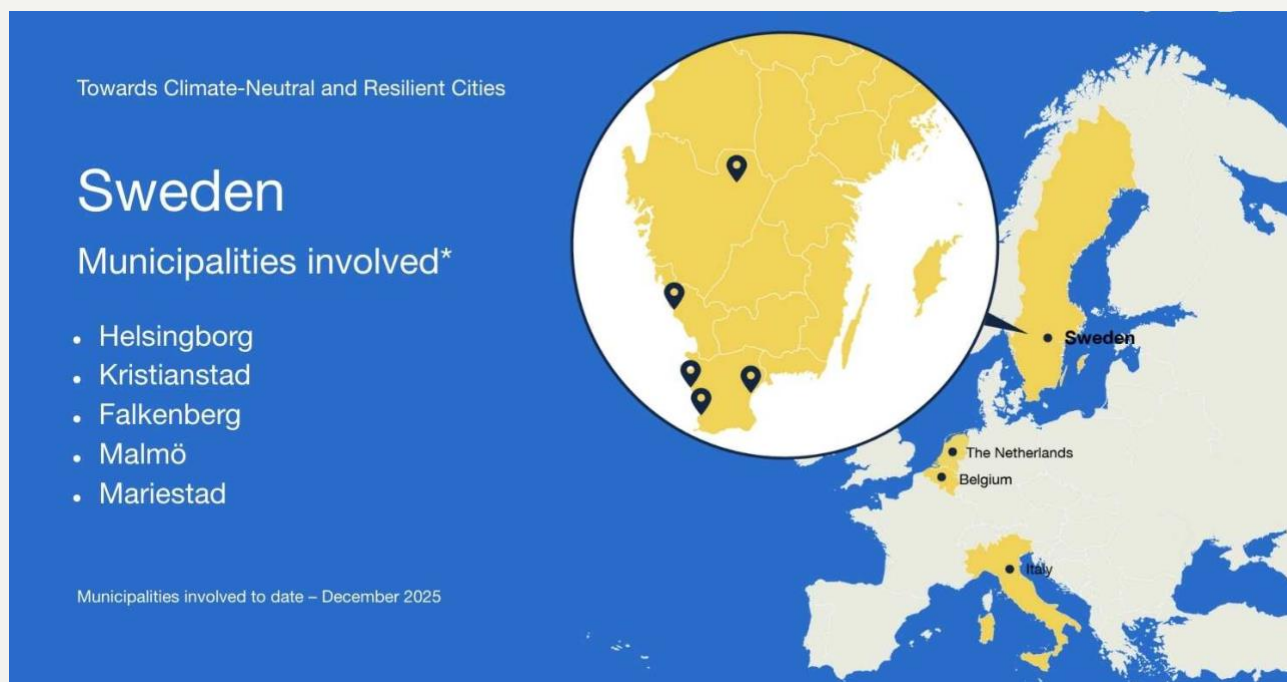 Towards Climate-Neutral and Resilient Cities
Sweden
Municipalities involved*
• Helsingborg
• Kristianstad
• Falkenberg
• Malmö
• Mariestad
Municipalities involved to date – December 2025
Sweden
The Netherlands
Belgium
Italy